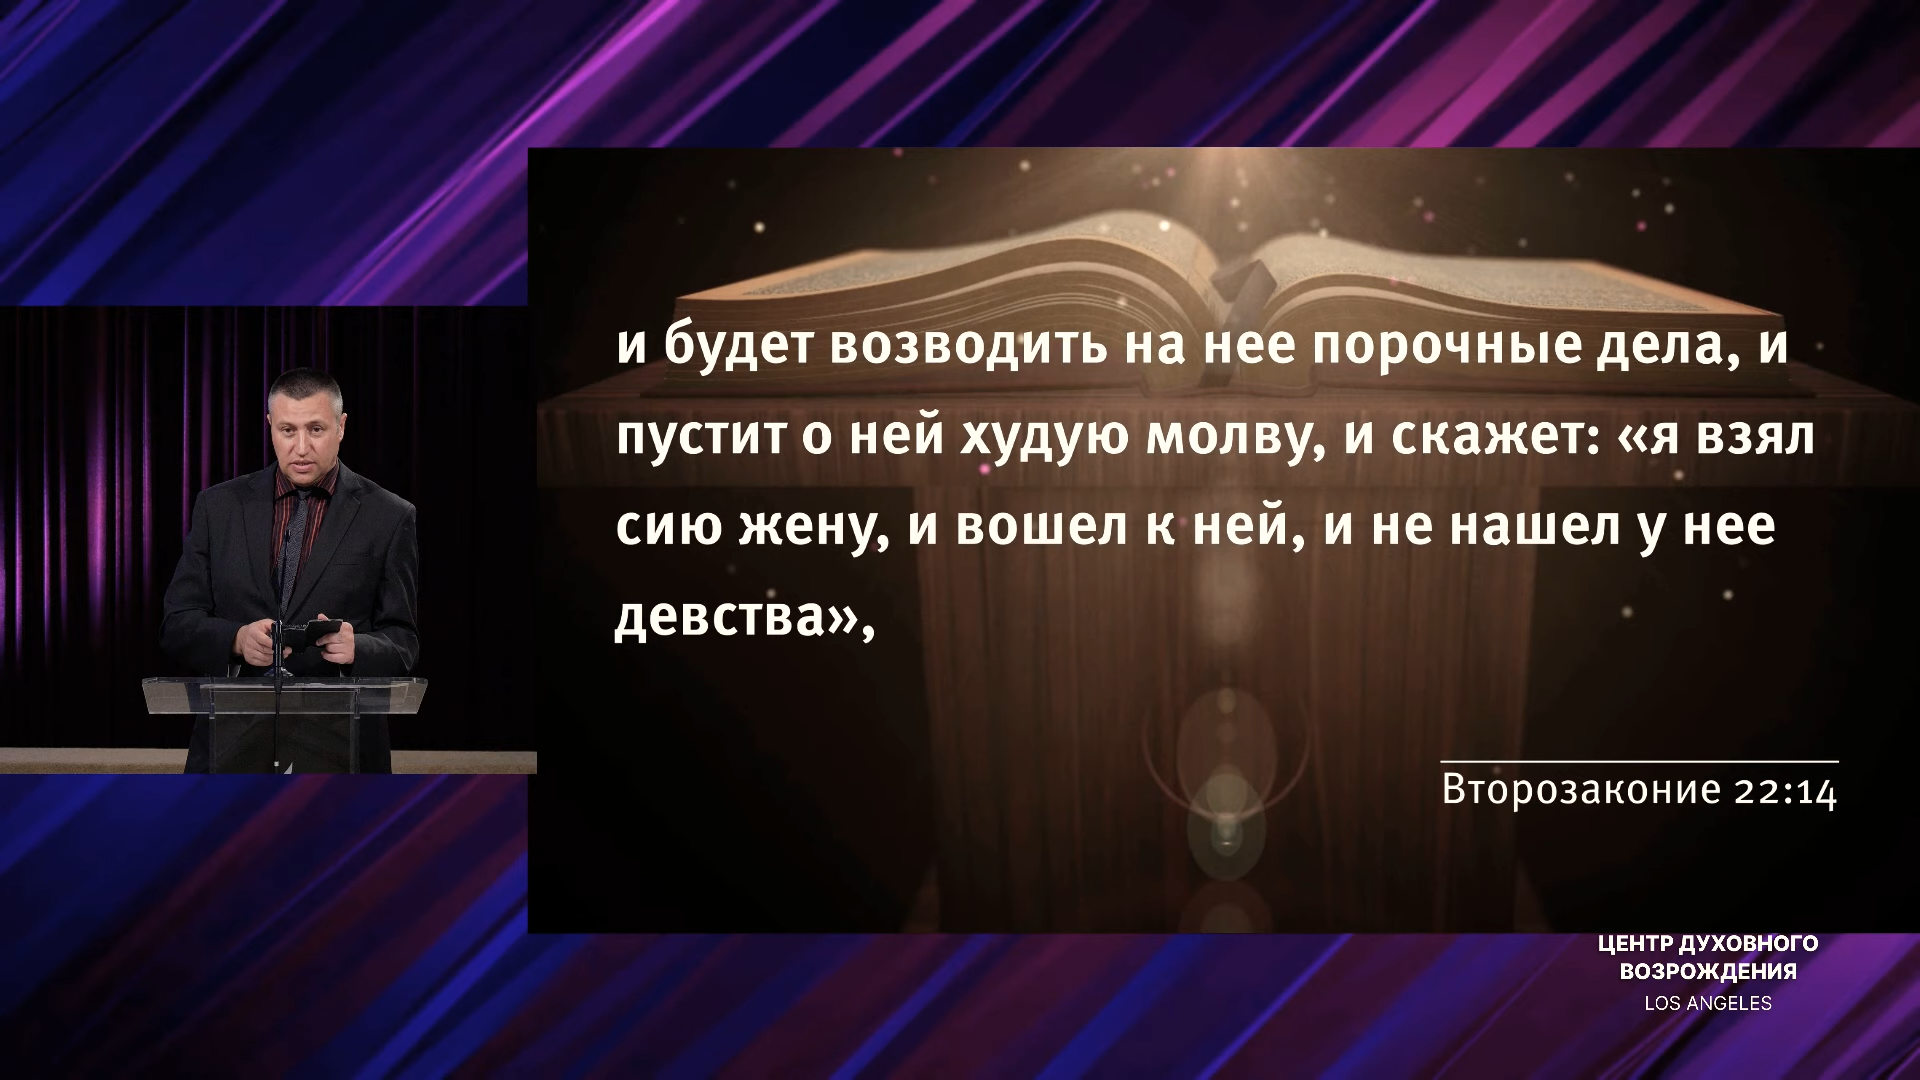 и будет возводить на нее порочные дела, и
пустит о ней худую молву, и скажет: «я взял
сию жену, и вошел к ней, и не нашел у нее
девства»,
Второзаконие 22:14
ЦЕНТР ДУХОВНОГО
ВОЗРОЖДЕНИЯ
LOS ANGELES